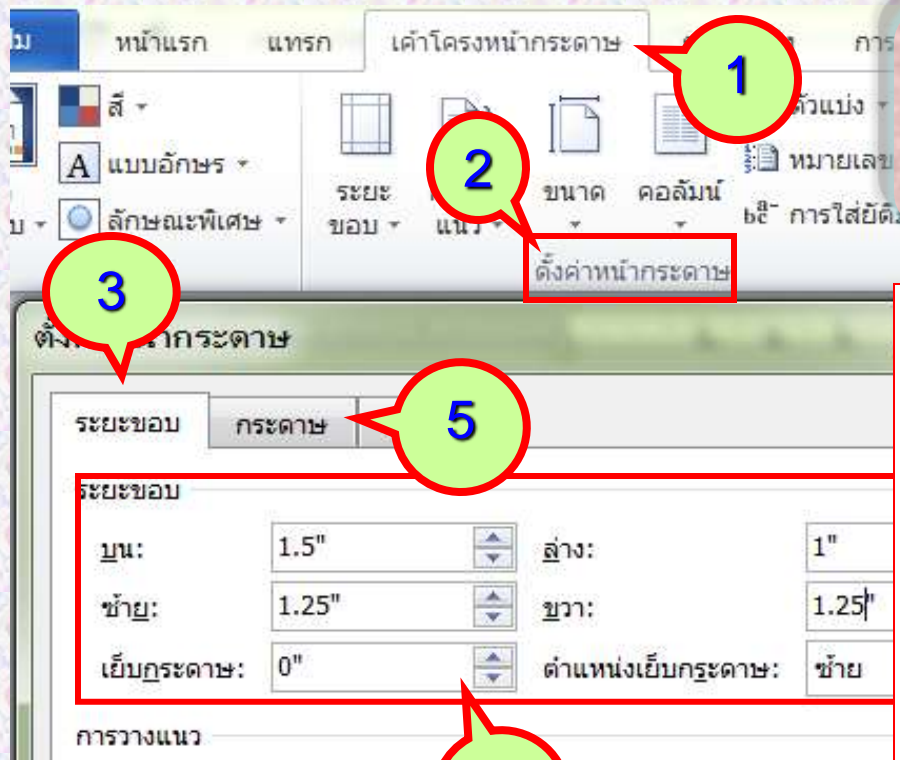 หน้าแรก แทรก เค้าโครงหน้ากระดาษ การ
1
สี ตัวแบ่ง
A แบบอักษร หมายเลข
2
ระยะ ขนาด คอลัมน์
ลักษณะพิเศษ ขอบ แนว การใส่ยัติ
ตั้งค่าหน้ากระดาษ
3
ระยะขอบ กระดาษ
5
ระยะขอบ
บน: 1.5" ล่าง: 1"
ซ้าย: 1.25" ขวา: 1.25"
เย็บกระดาษ: 0" ตำแหน่งเย็บกระดาษ: ซ้าย
การวางแนว